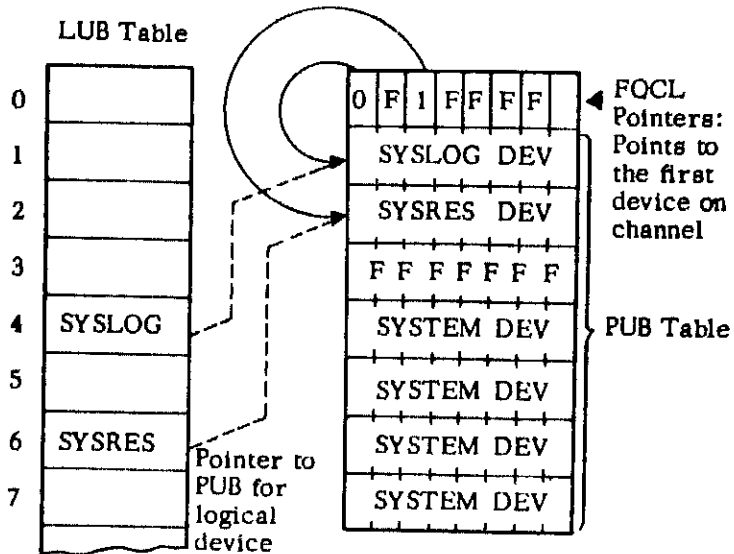 LUB Table
0
1
2
3
4 SYSLOG
5
6 SYSRES
7
Pointer to
PUB for
logical
device
0 F 1 F F F F
SYSLOG DEV
SYSRES DEV
F F F F F F F
SYSTEM DEV
SYSTEM DEV
SYSTEM DEV
SYSTEM DEV
FOCL
Pointers:
Points to
the first
device on
channel
PUB Table